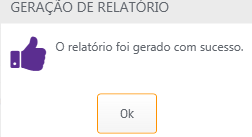 GERAÇÃO DE RELATÓRIO
O relatório foi gerado com sucesso.
Ok